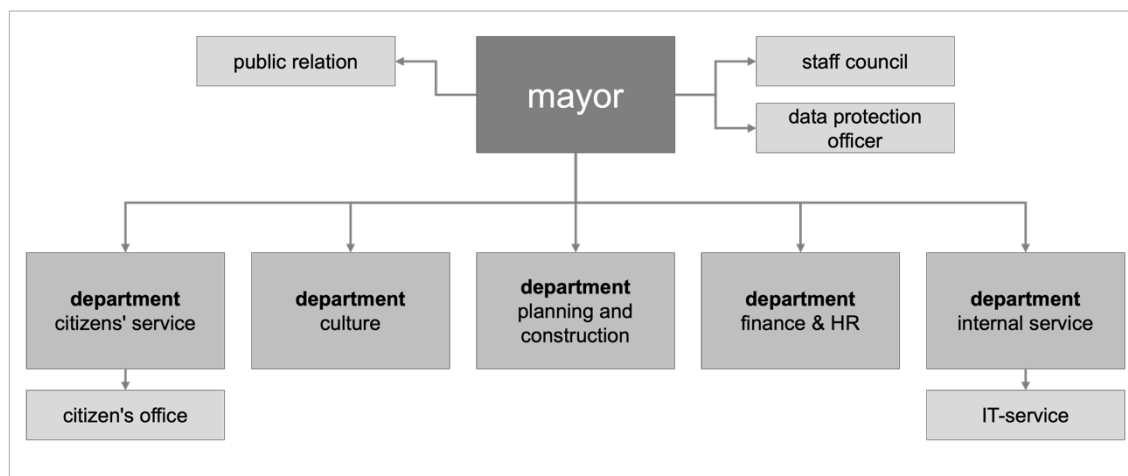 public relation
mayor
staff council
data protection
officer
department
citizens' service
department
culture
department
planning and
construction
department
finance & HR
department
internal service
citizen's office
IT-service